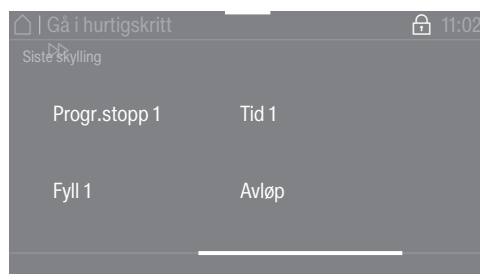 Gå i hurtigskritt 11:02
Siste skylling
Progr.stopp 1 Tid 1
Fyll 1 Avløp